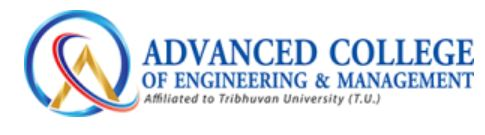 ADVANCED COLLEGE
OF ENGINEERING & MANAGEMENT
Affiliated to Tribhuvan University (T.U.)